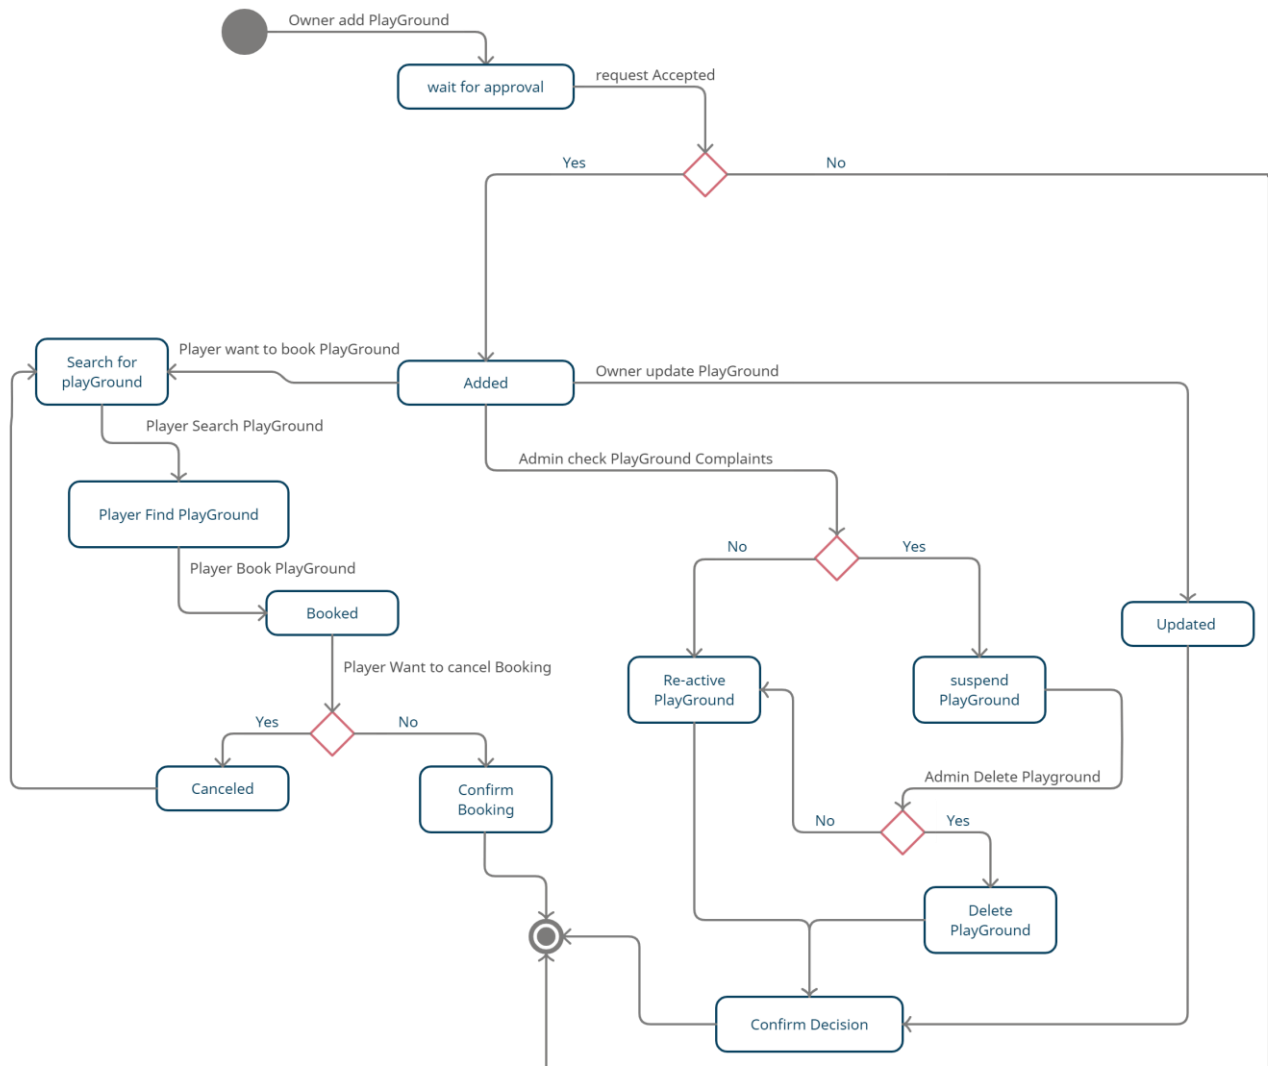 Owner add PlayGround
wait for approval
request Accepted
Yes
No
Search for
playGround
Player want to book PlayGround
Added
Owner update PlayGround
Player Search PlayGround
Admin check PlayGround Complaints
Player Find PlayGround
No
Yes
Player Book PlayGround
Booked
Updated
Player Want to cancel Booking
Re-active
PlayGround
suspend
PlayGround
Yes
No
Canceled
Confirm
Booking
Admin Delete Playground
No
Yes
Delete
PlayGround
Confirm Decision